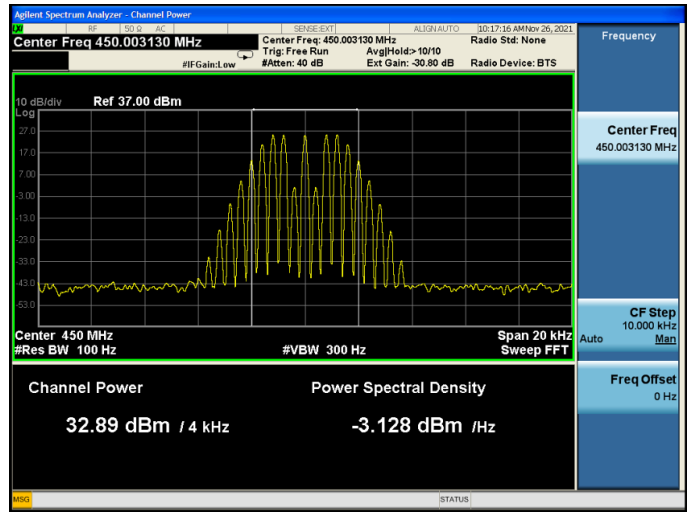 Agilent Spectrum Analyzer - Channel Power
LXI RF 50 Ω AC SENSE:EXT ALIGN AUTO 10:17:16 AM Nov 26, 2021
Center Freq 450.003130 MHz
Center Freq: 450.003130 MHz Radio Std: None
Trig: Free Run Avg|Hold:> 10/10
#IFGain:Low #Atten: 40 dB Ext Gain: -30.80 dB Radio Device: BTS
Frequency
10 dB/div Ref 37.00 dBm
Log
27.0
17.0
7.00
-3.00
-13.0
-23.0
-33.0
-43.0
-53.0
Center 450 MHz Span 20 kHz
#Res BW 100 Hz #VBW 300 Hz Sweep FFT
Channel Power Power Spectral Density
32.89 dBm / 4 kHz -3.128 dBm /Hz
Center Freq
450.003130 MHz
CF Step
10.000 kHz
Auto Man
Freq Offset
0 Hz
MSG STATUS